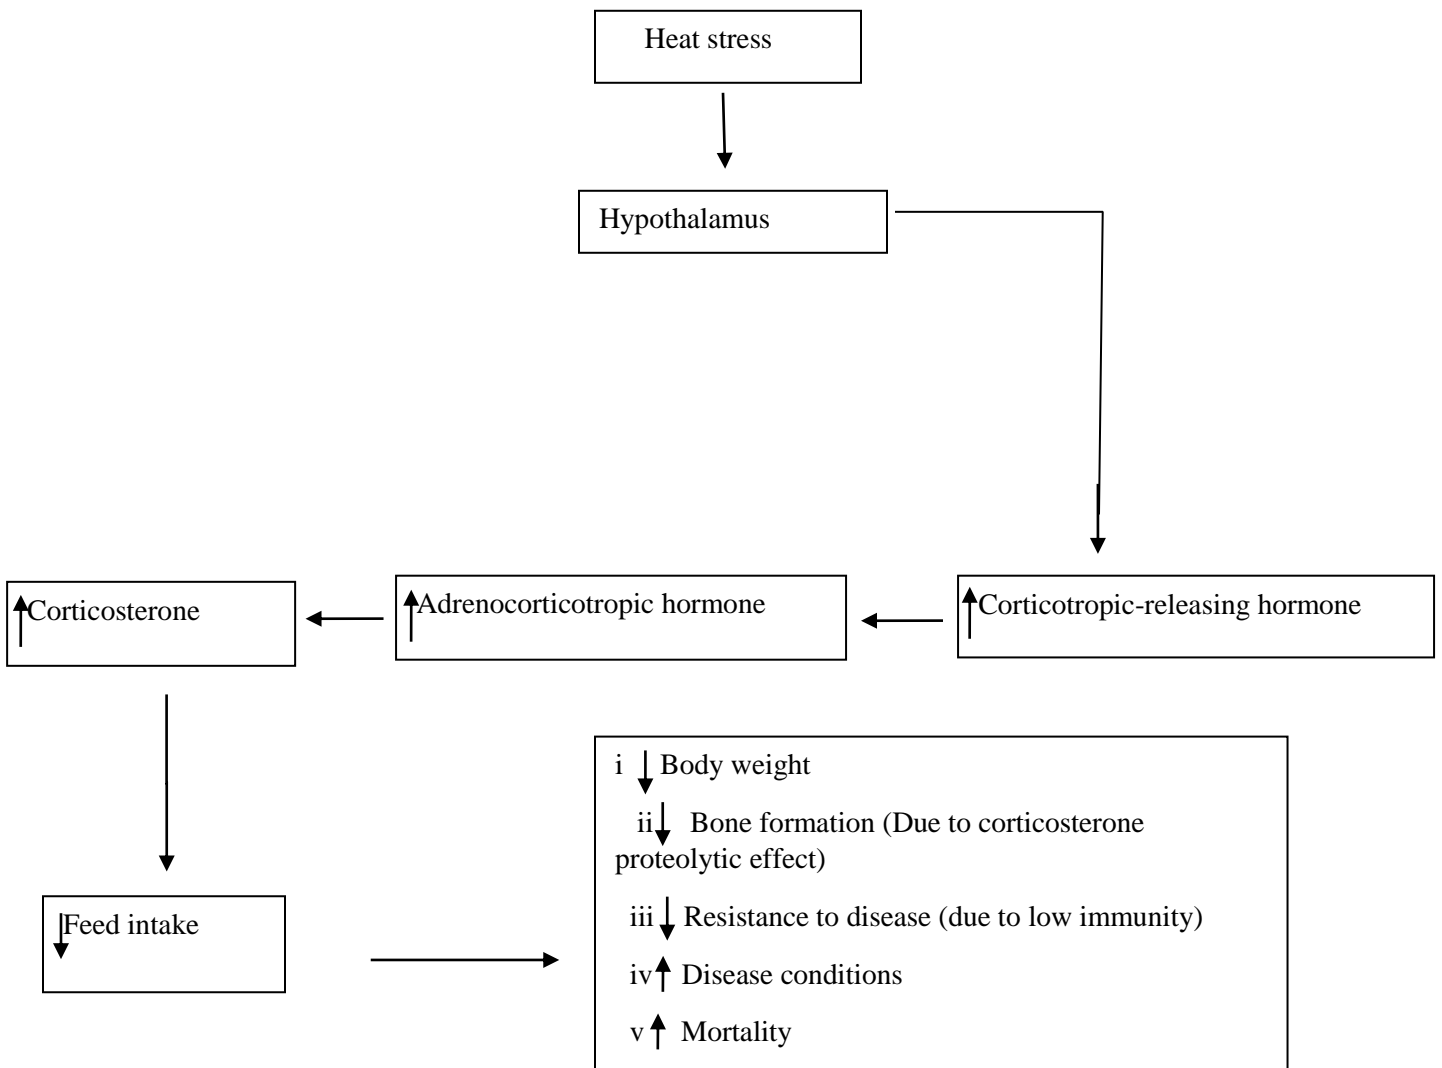 Heat stress
Hypothalamus
Corticosterone
Adrenocorticotropic hormone
Corticotropic-releasing hormone
i Body weight
ii Bone formation (Due to corticosterone
proteolytic effect)
Feed intake
iii Resistance to disease (due to low immunity)
iv Disease conditions
v Mortality